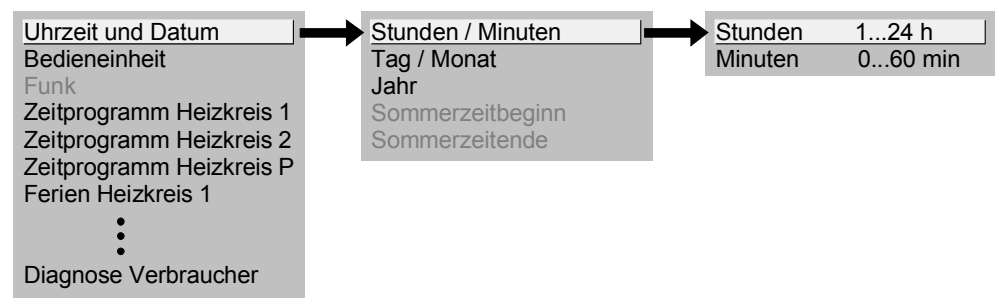 Uhrzeit und Datum
Bedieneinheit
Funk
Zeitprogramm Heizkreis 1
Zeitprogramm Heizkreis 2
Zeitprogramm Heizkreis P
Ferien Heizkreis 1
Diagnose Verbraucher
Stunden / Minuten
Tag / Monat
Jahr
Sommerzeitbeginn
Sommerzeitende
Stunden 1...24 h
Minuten 0...60 min